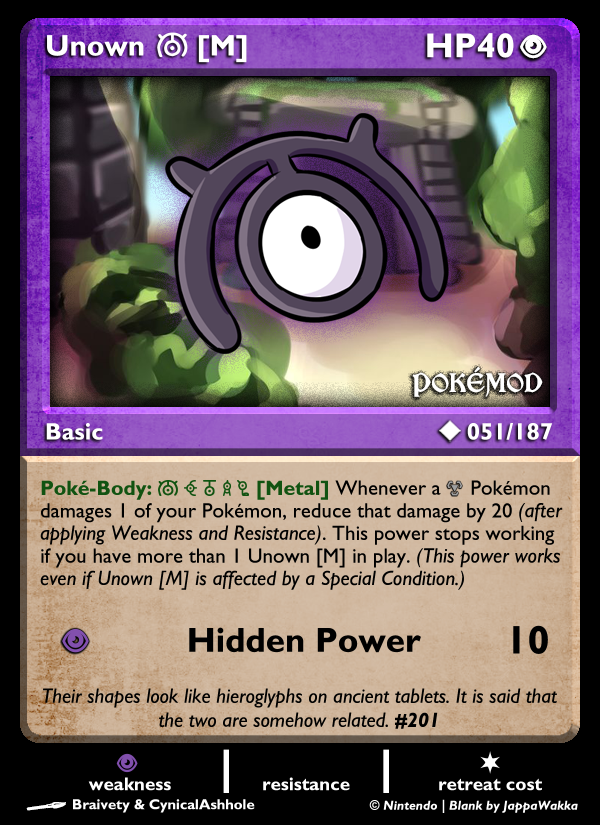 Unown [M] HP40
POKÉMOD
Basic 051/187
Poké-Body: [Metal] Whenever a Pokémon
damages 1 of your Pokémon, reduce that damage by 20 (after
applying Weakness and Resistance). This power stops working
if you have more than 1 Unown [M] in play. (This power works
even if Unown [M] is affected by a Special Condition.)
Hidden Power 10
Their shapes look like hieroglyphs on ancient tablets. It is said that
the two are somehow related. #201
weakness resistance retreat cost
Braivety & CynicalAshhole © Nintendo | Blank by JappaWakka